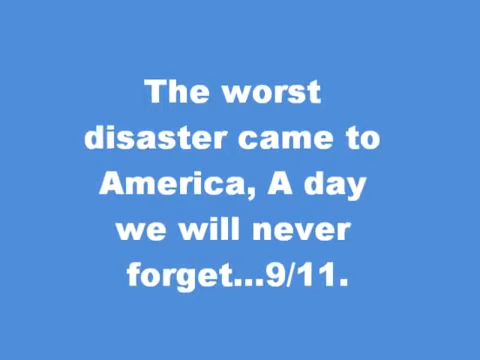 The worst
disaster came to
America, A day
we will never
forget...9/11.